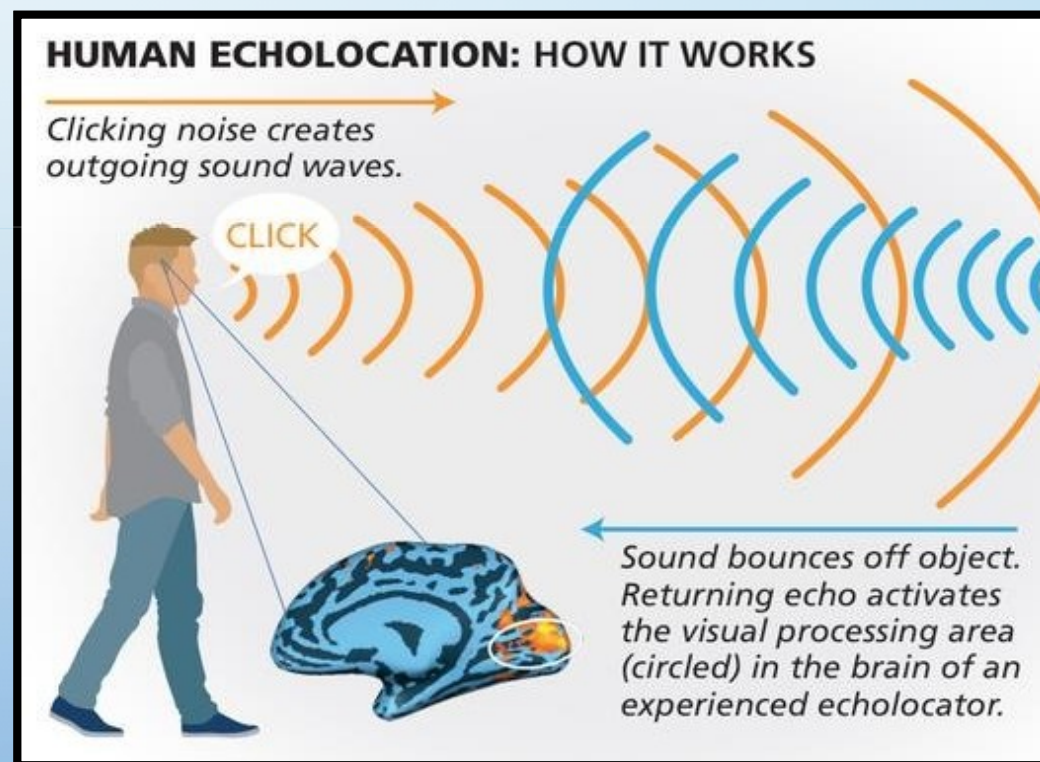 HUMAN ECHOLOCATION: HOW IT WORKS
Clicking noise creates
outgoing sound waves.
CLICK
Sound bounces off object.
Returning echo activates
the visual processing area
(circled) in the brain of an
experienced echolocator.